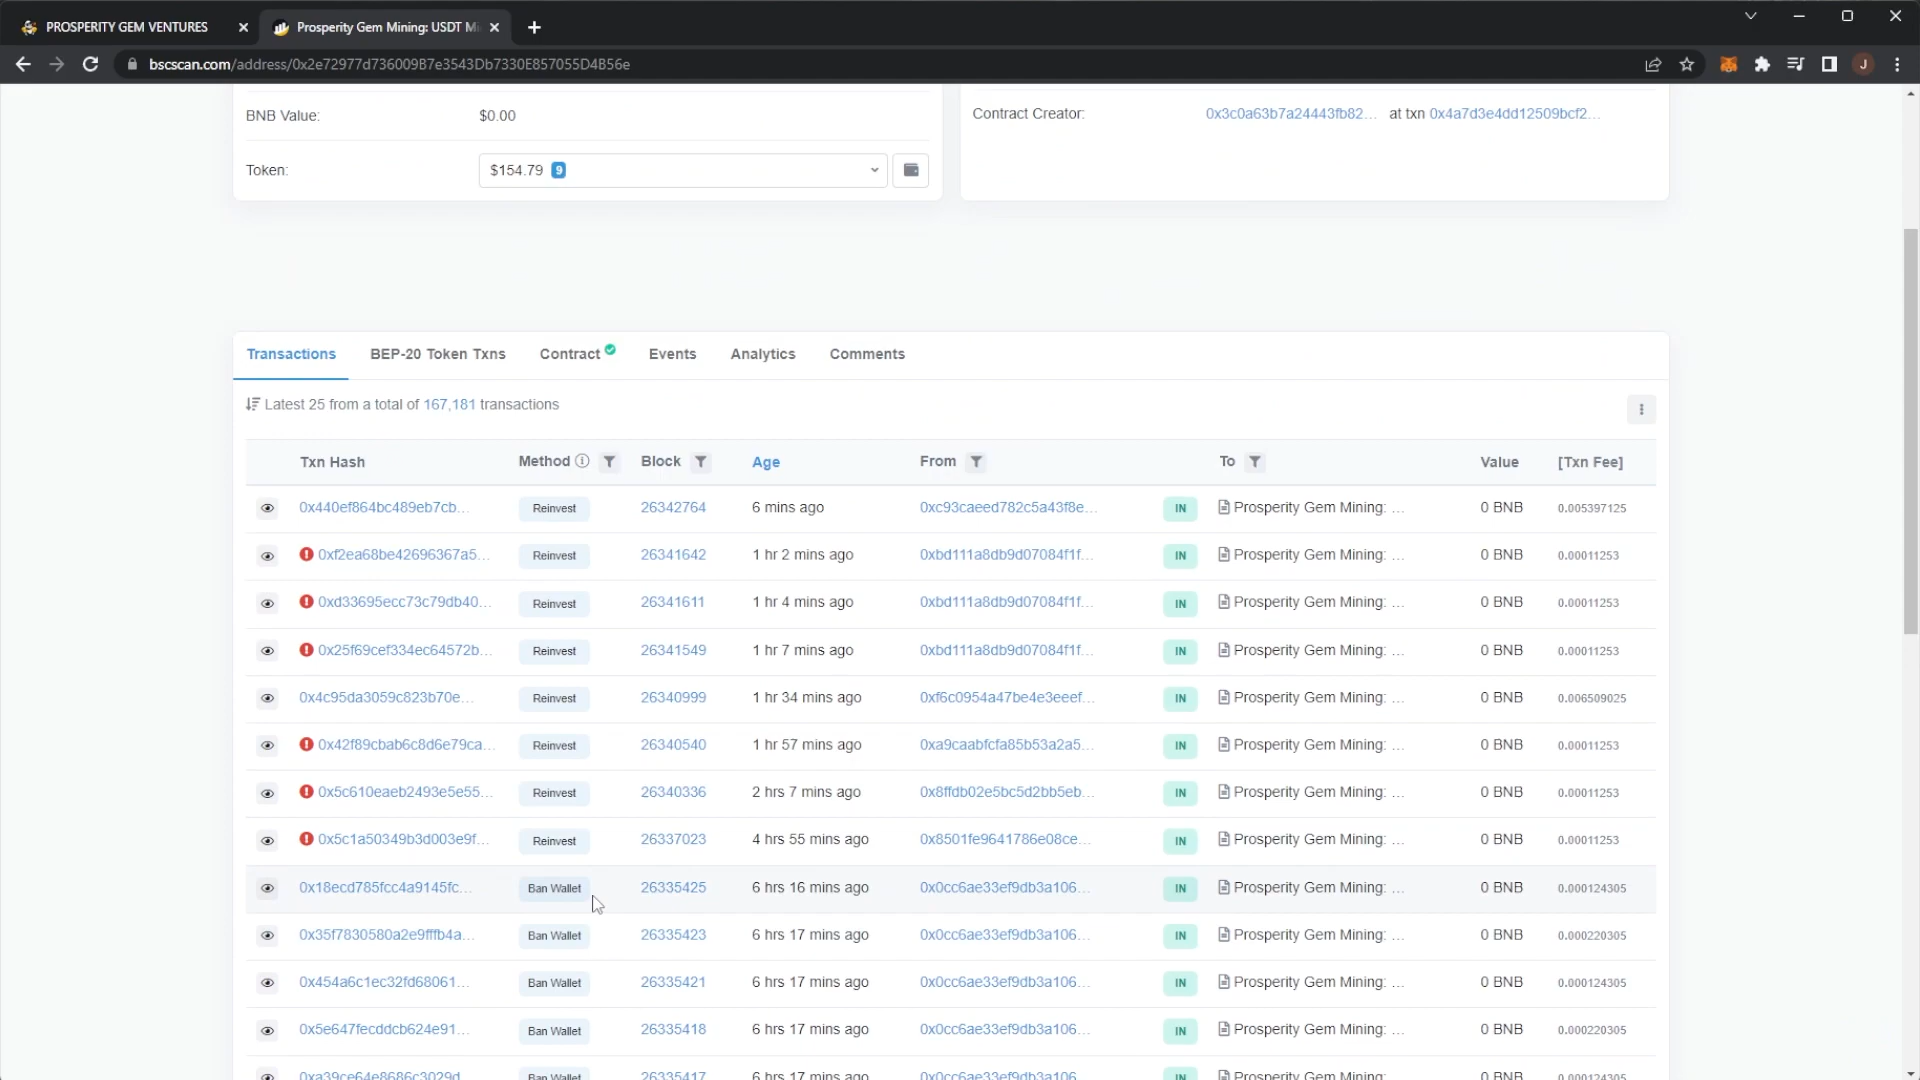 PROSPERITY GEM VENTURES
Prosperity Gem Mining: USDT Mi
bscscan.com/address/0x2e72977d736009B7e3543Db7330E857055D4B56e
J
BNB Value: $0.00
Contract Creator: 0x3c0a63b7a24443fb82... at txn 0x4a7d3e4dd12509bcf2...
Token: $154.79 9
Transactions BEP-20 Token Txns Contract Events Analytics Comments
Latest 25 from a total of 167,181 transactions
Txn Hash Method Block Age From To Value [Txn Fee]
0x440ef864bc489eb7cb... Reinvest 26342764 6 mins ago 0xc93caeed782c5a43f8e... IN Prosperity Gem Mining: ... 0 BNB 0.005397125
0xf2ea68be42696367a5... Reinvest 26341642 1 hr 2 mins ago 0xbd111a8db9d07084f1f... IN Prosperity Gem Mining: ... 0 BNB 0.00011253
0xd33695ecc73c79db40... Reinvest 26341611 1 hr 4 mins ago 0xbd111a8db9d07084f1f... IN Prosperity Gem Mining: ... 0 BNB 0.00011253
0x25f69cef334ec64572b... Reinvest 26341549 1 hr 7 mins ago 0xbd111a8db9d07084f1f... IN Prosperity Gem Mining: ... 0 BNB 0.00011253
0x4c95da3059c823b70e... Reinvest 26340999 1 hr 34 mins ago 0xf6c0954a47be4e3eeef... IN Prosperity Gem Mining: ... 0 BNB 0.006509025
0x42f89cbab6c8d6e79ca... Reinvest 26340540 1 hr 57 mins ago 0xa9caabfcfa85b53a2a5... IN Prosperity Gem Mining: ... 0 BNB 0.00011253
0x5c610eaeb2493e5e55... Reinvest 26340336 2 hrs 7 mins ago 0x8ffdb02e5bc5d2bb5eb... IN Prosperity Gem Mining: ... 0 BNB 0.00011253
0x5c1a50349b3d003e9f... Reinvest 26337023 4 hrs 55 mins ago 0x8501fe9641786e08ce... IN Prosperity Gem Mining: ... 0 BNB 0.00011253
0x18ecd785fcc4a9145fc... Ban Wallet 26335425 6 hrs 16 mins ago 0x0cc6ae33ef9db3a106... IN Prosperity Gem Mining: ... 0 BNB 0.000124305
0x35f7830580a2e9fffb4a... Ban Wallet 26335423 6 hrs 17 mins ago 0x0cc6ae33ef9db3a106... IN Prosperity Gem Mining: ... 0 BNB 0.000220305
0x454a6c1ec32fd68061... Ban Wallet 26335421 6 hrs 17 mins ago 0x0cc6ae33ef9db3a106... IN Prosperity Gem Mining: ... 0 BNB 0.000124305
0x5e647fecddcb624e91... Ban Wallet 26335418 6 hrs 17 mins ago 0x0cc6ae33ef9db3a106... IN Prosperity Gem Mining: ... 0 BNB 0.000220305
0xa39ce64e8686c3029d... Ban Wallet 26335417 6 hrs 17 mins ago 0x0cc6ae33ef9db3a106... IN Prosperity Gem Mining: ... 0 BNB 0.000124305